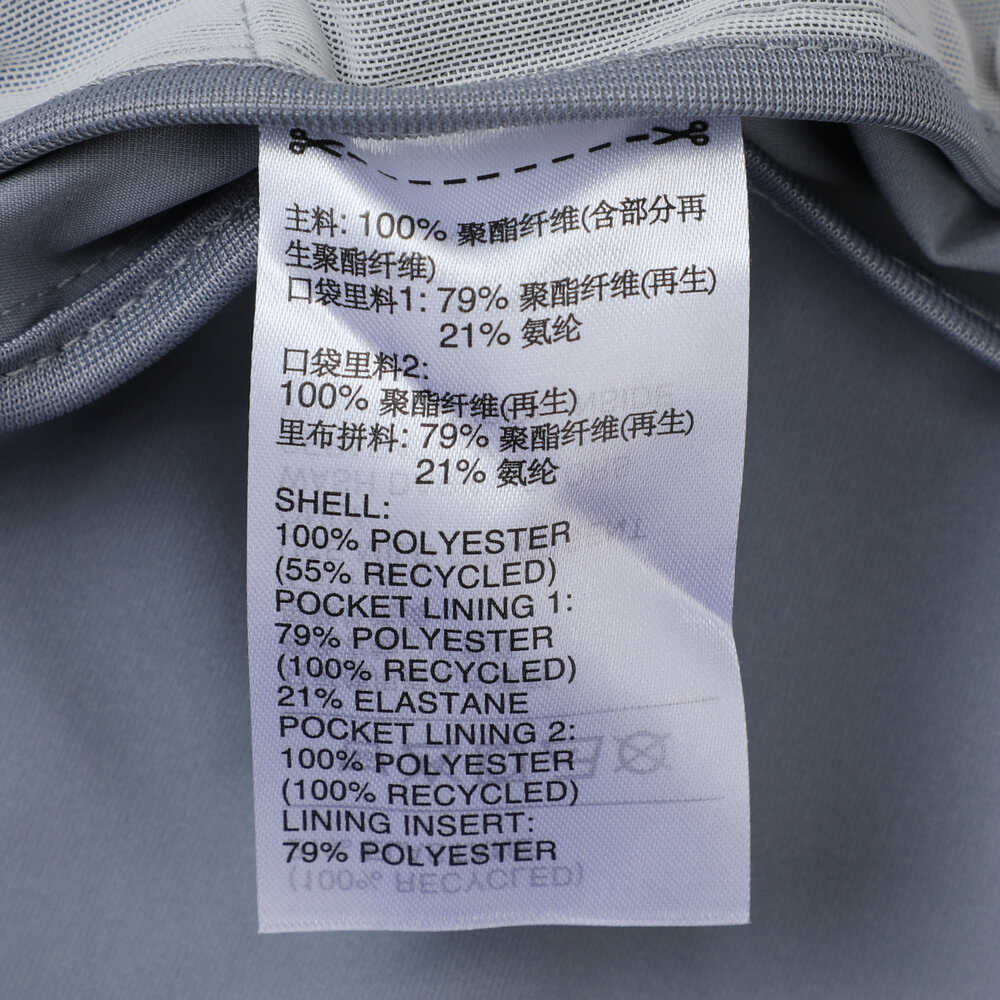 主料: 100% 聚酯纤维(含部分再
生聚酯纤维)
口袋里料1: 79% 聚酯纤维(再生)
21% 氨纶
口袋里料2:
100% 聚酯纤维(再生)
里布拼料: 79% 聚酯纤维(再生)
21% 氨纶
SHELL:
100% POLYESTER
(55% RECYCLED)
POCKET LINING 1:
79% POLYESTER
(100% RECYCLED)
21% ELASTANE
POCKET LINING 2:
100% POLYESTER
(100% RECYCLED)
LINING INSERT:
79% POLYESTER
(100% RECYCLED)